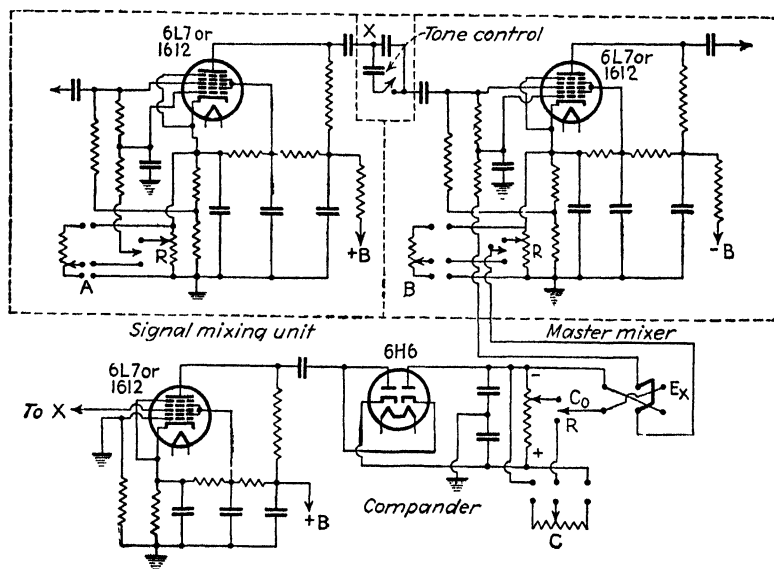 6L7 or
1612
X
Tone control
6L7 or
1612
R
+B
A
R
-B
B
Signal mixing unit
Master mixer
6L7 or
1612
6H6
To X
-
Co
Ex
R
+
+B
Compander
C